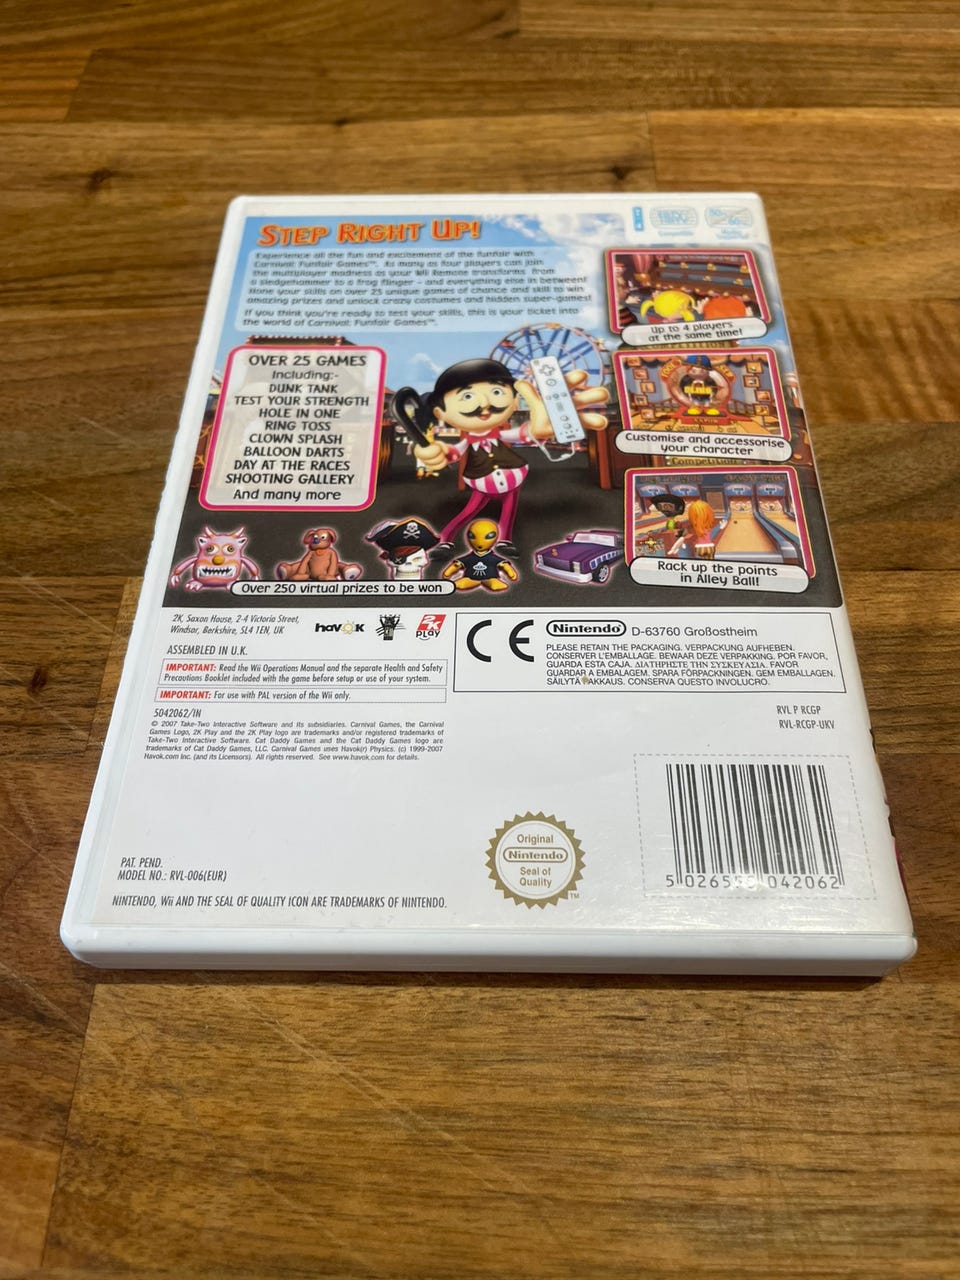 STEP RIGHT UP!
Experience all the fun and excitement of the funfair with
Carnival: Funfair Games™. As many as four players can join
the multiplayer madness as your Wii Remote transforms from
a sledgehammer to a frog flinger - and everything else in between!
Hone your skills on over 25 unique games of chance and skill to win
amazing prizes and unlock crazy costumes and hidden super-games!
If you think you're ready to test your skills, this is your ticket into
the world of Carnival: Funfair Games™.
Up to 4 players
at the same time!
OVER 25 GAMES
Including:-
DUNK TANK
TEST YOUR STRENGTH
HOLE IN ONE
RING TOSS
CLOWN SPLASH
BALLOON DARTS
DAY AT THE RACES
SHOOTING GALLERY
And many more
Customise and accessorise
your character
Rack up the points
in Alley Ball!
Over 250 virtual prizes to be won
2K, Saxon House, 2-4 Victoria Street,
Windsor, Berkshire, SL4 1EN, UK
havok
2K
play
ASSEMBLED IN U.K.
IMPORTANT: Read the Wii Operations Manual and the separate Health and Safety
Precautions Booklet included with the game before setup or use of your system.
IMPORTANT: For use with PAL version of the Wii only.
CE
Nintendo D-63760 Großostheim
PLEASE RETAIN THE PACKAGING. VERPACKUNG AUFHEBEN.
CONSERVER L'EMBALLAGE. BEWAAR DEZE VERPAKKING. POR FAVOR,
GUARDA ESTA CAJA. ΔΙΑΤΗΡΗΣΤΕ ΤΗΝ ΣΥΣΚΕΥΑΣΙΑ. FAVOR
GUARDAR A EMBALAGEM. SPARA FÖRPACKNINGEN. GEM EMBALLAGEN.
SÄILYTÄ PAKKAUS. CONSERVA QUESTO INVOLUCRO.
5042062/IN
© 2007 Take-Two Interactive Software and its subsidiaries. Carnival Games, the Carnival
Games Logo, 2K Play and the 2K Play logo are trademarks and/or registered trademarks of
Take-Two Interactive Software. Cat Daddy Games and the Cat Daddy Games logo are
trademarks of Cat Daddy Games, LLC. Carnival Games uses Havok(r) Physics. (c) 1999-2007
Havok.com Inc. (and its Licensors). All rights reserved. See www.havok.com for details.
RVL P RCGP
RVL-RCGP-UKV
PAT. PEND.
MODEL NO.: RVL-006(EUR)
Original
Nintendo
Seal of
Quality
TM
5 026555 042062
NINTENDO, Wii AND THE SEAL OF QUALITY ICON ARE TRADEMARKS OF NINTENDO.